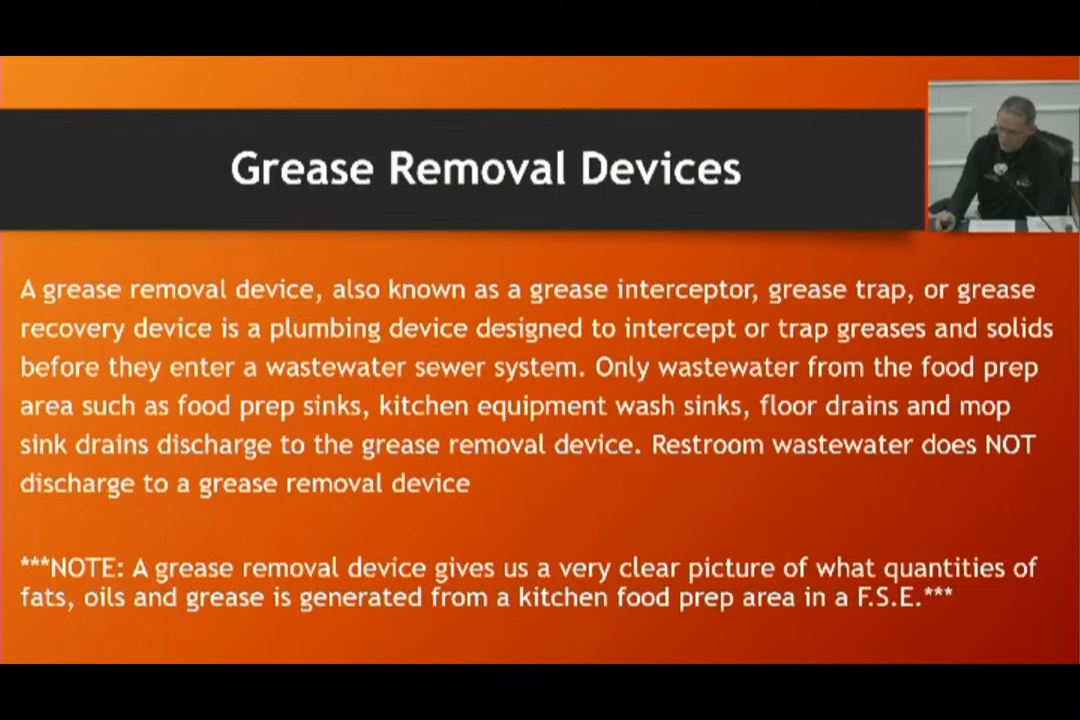 Grease Removal Devices
A grease removal device, also known as a grease interceptor, grease trap, or grease
recovery device is a plumbing device designed to intercept or trap greases and solids
before they enter a wastewater sewer system. Only wastewater from the food prep
area such as food prep sinks, kitchen equipment wash sinks, floor drains and mop
sink drains discharge to the grease removal device. Restroom wastewater does NOT
discharge to a grease removal device
***NOTE: A grease removal device gives us a very clear picture of what quantities of
fats, oils and grease is generated from a kitchen food prep area in a F.S.E.***